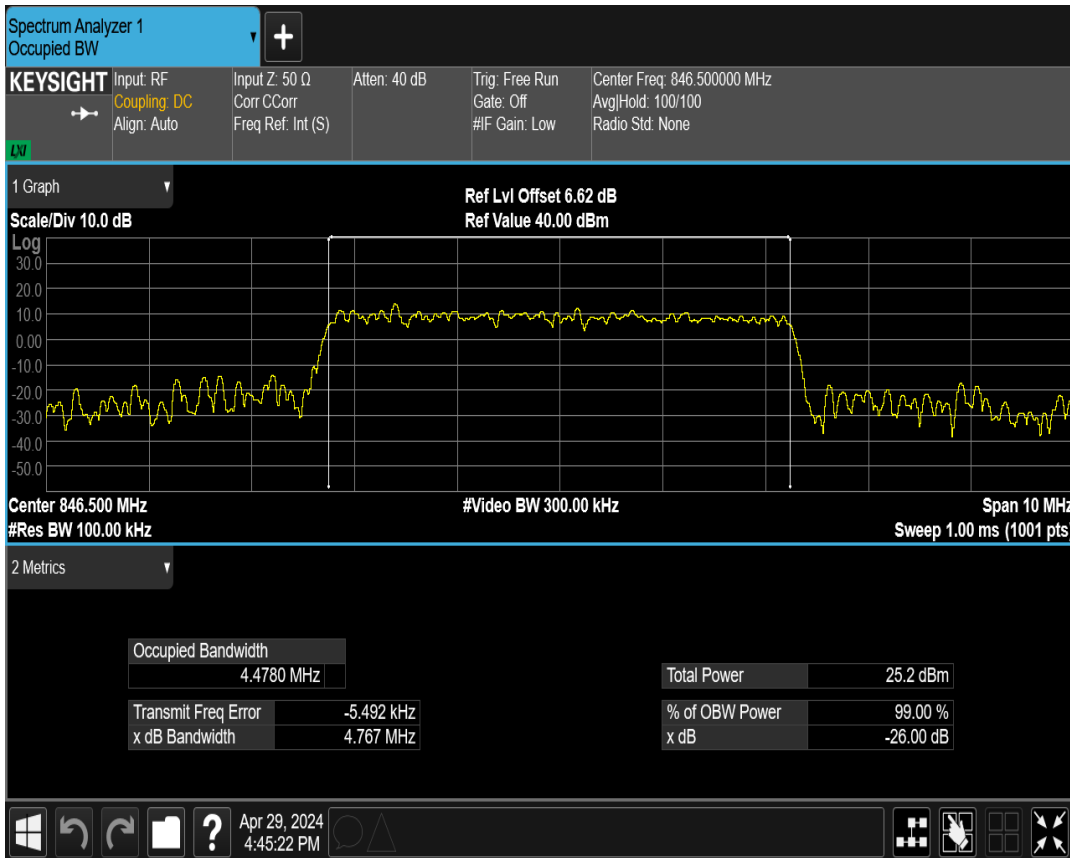 Spectrum Analyzer 1
Occupied BW
+
KEYSIGHT
LXI
Input: RF
Coupling: DC
Align: Auto
Input Z: 50 Ω
Corr CCorr
Freq Ref: Int (S)
Atten: 40 dB
Trig: Free Run
Gate: Off
#IF Gain: Low
Center Freq: 846.500000 MHz
Avg|Hold: 100/100
Radio Std: None
1 Graph
Scale/Div 10.0 dB
Ref Lvl Offset 6.62 dB
Ref Value 40.00 dBm
Log
30.0
20.0
10.0
0.00
-10.0
-20.0
-30.0
-40.0
-50.0
Center 846.500 MHz
#Video BW 300.00 kHz
Span 10 MHz
#Res BW 100.00 kHz
Sweep 1.00 ms (1001 pts)
2 Metrics
Occupied Bandwidth
4.4780 MHz
Total Power 25.2 dBm
Transmit Freq Error -5.492 kHz
% of OBW Power 99.00 %
x dB Bandwidth 4.767 MHz
x dB -26.00 dB
?
Apr 29, 2024
4:45:22 PM